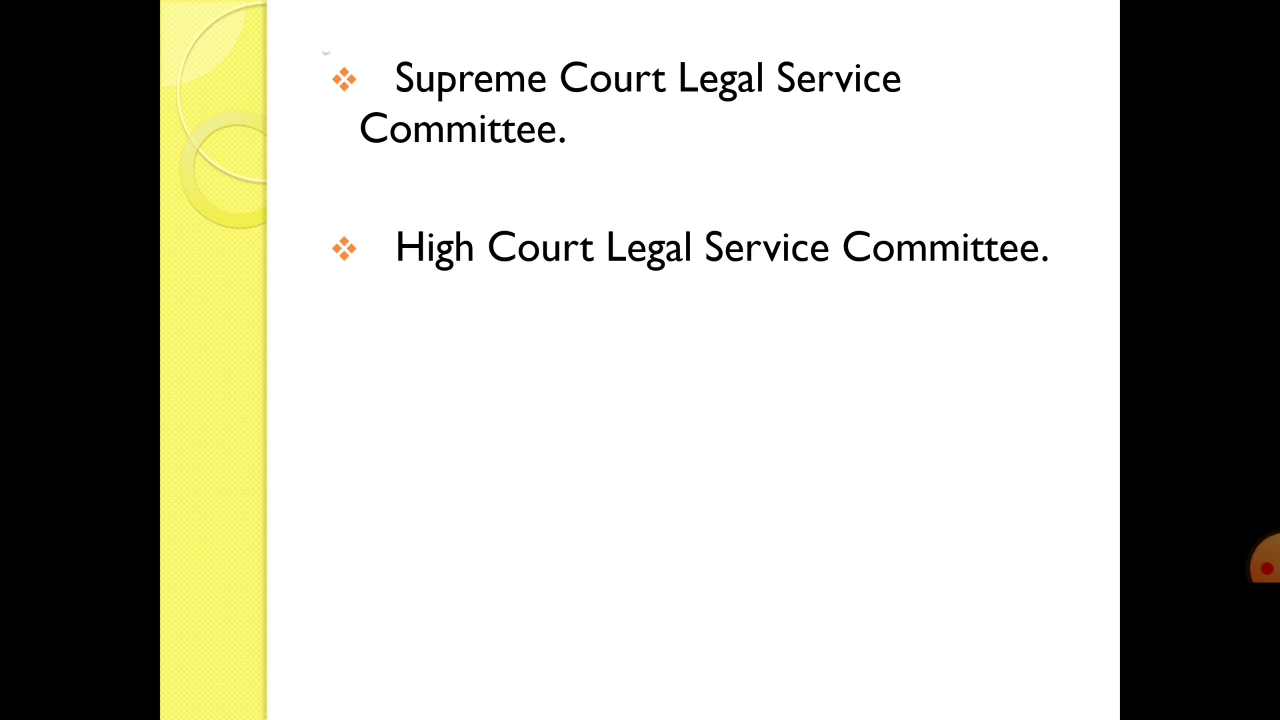 Supreme Court Legal Service
Committee.
High Court Legal Service Committee.